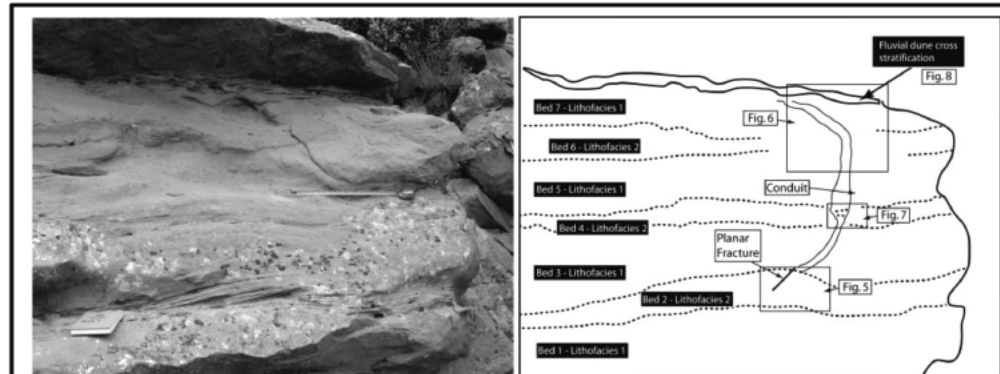 Fluvial dune cross
stratification
Fig. 8
Bed 7 - Lithofacies 1
Fig. 6
Bed 6 - Lithofacies 2
Bed 5 - Lithofacies 1
Conduit
Fig. 7
Bed 4 - Lithofacies 2
Planar
Fracture
Bed 3 - Lithofacies 1
Fig. 5
Bed 2 - Lithofacies 2
Bed 1 - Lithofacies 1